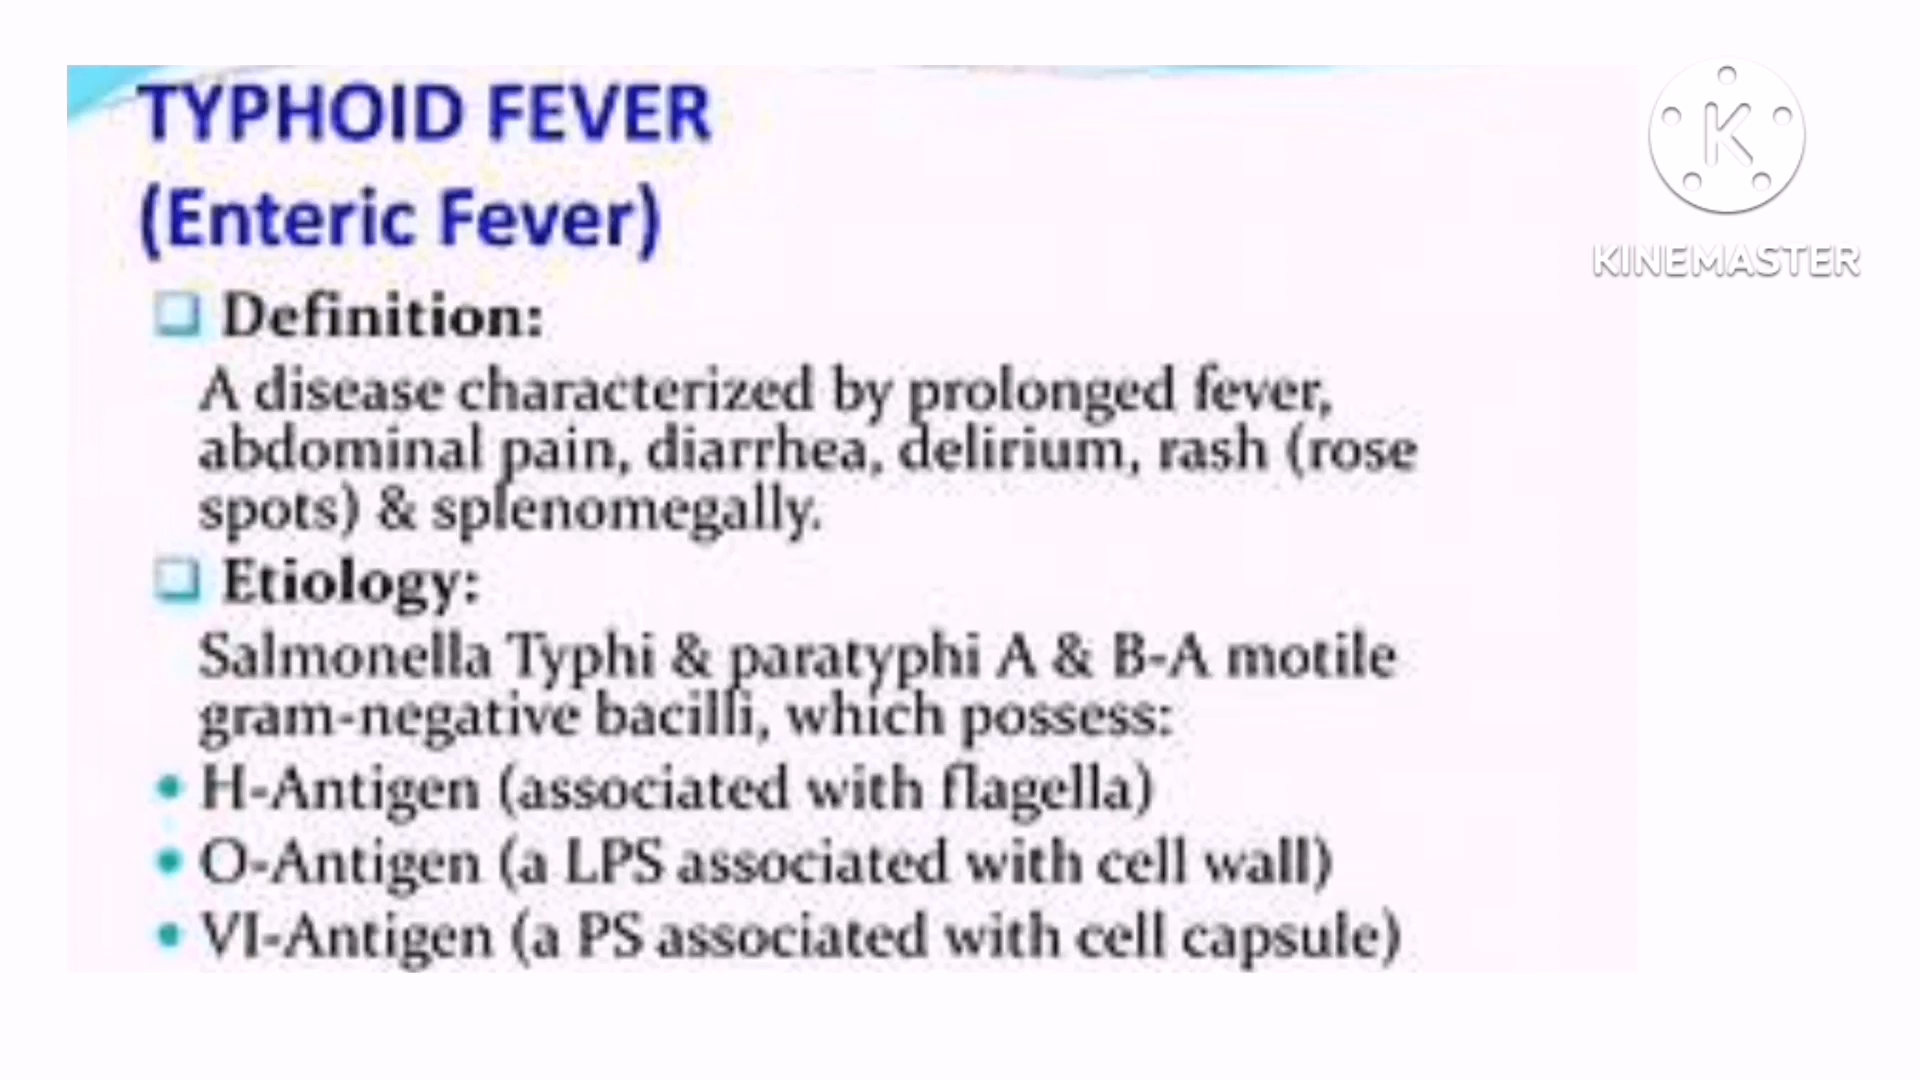 TYPHOID FEVER
(Enteric Fever)
Definition:
A disease characterized by prolonged fever,
abdominal pain, diarrhea, delirium, rash (rose
spots) & splenomegally.
Etiology:
Salmonella Typhi & paratyphi A & B-A motile
gram-negative bacilli, which possess:
• H-Antigen (associated with flagella)
• O-Antigen (a LPS associated with cell wall)
• VI-Antigen (a PS associated with cell capsule)
K
KINEMASTER